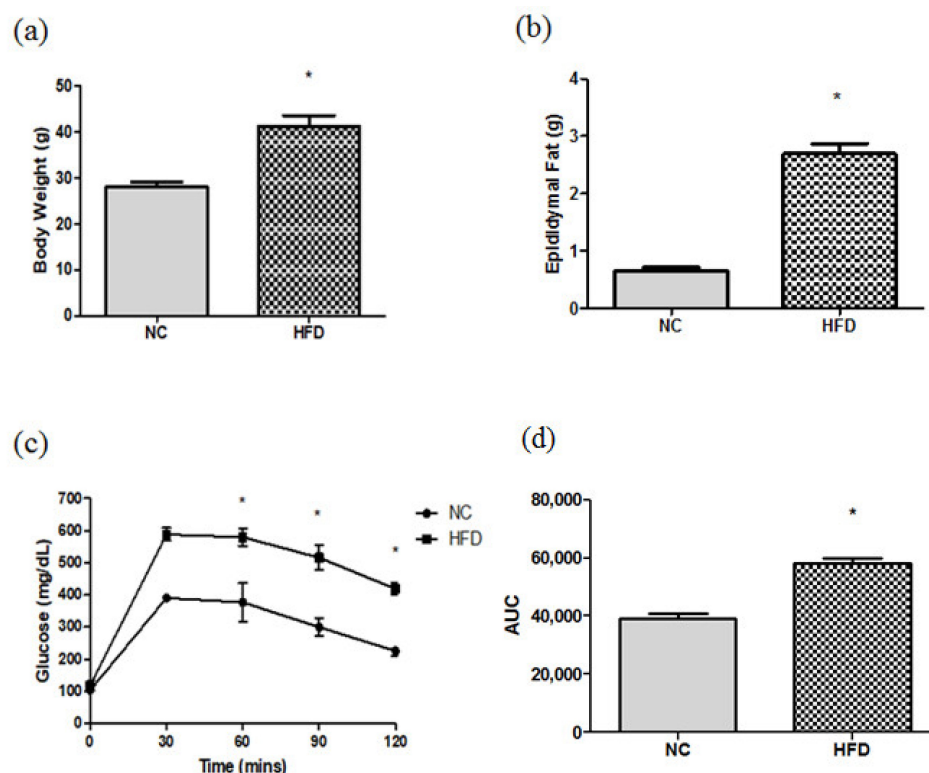 (a)
*
50
40
30
20
10
0
Body Weight (g)
NC
HFD
(b)
*
4
3
2
1
0
Epididymal Fat (g)
NC
HFD
(c)
700
600
500
400
300
200
100
0
Glucose (mg/dL)
*
*
*
NC
HFD
0
30
60
90
120
Time (mins)
(d)
*
80,000
60,000
40,000
20,000
0
AUC
NC
HFD